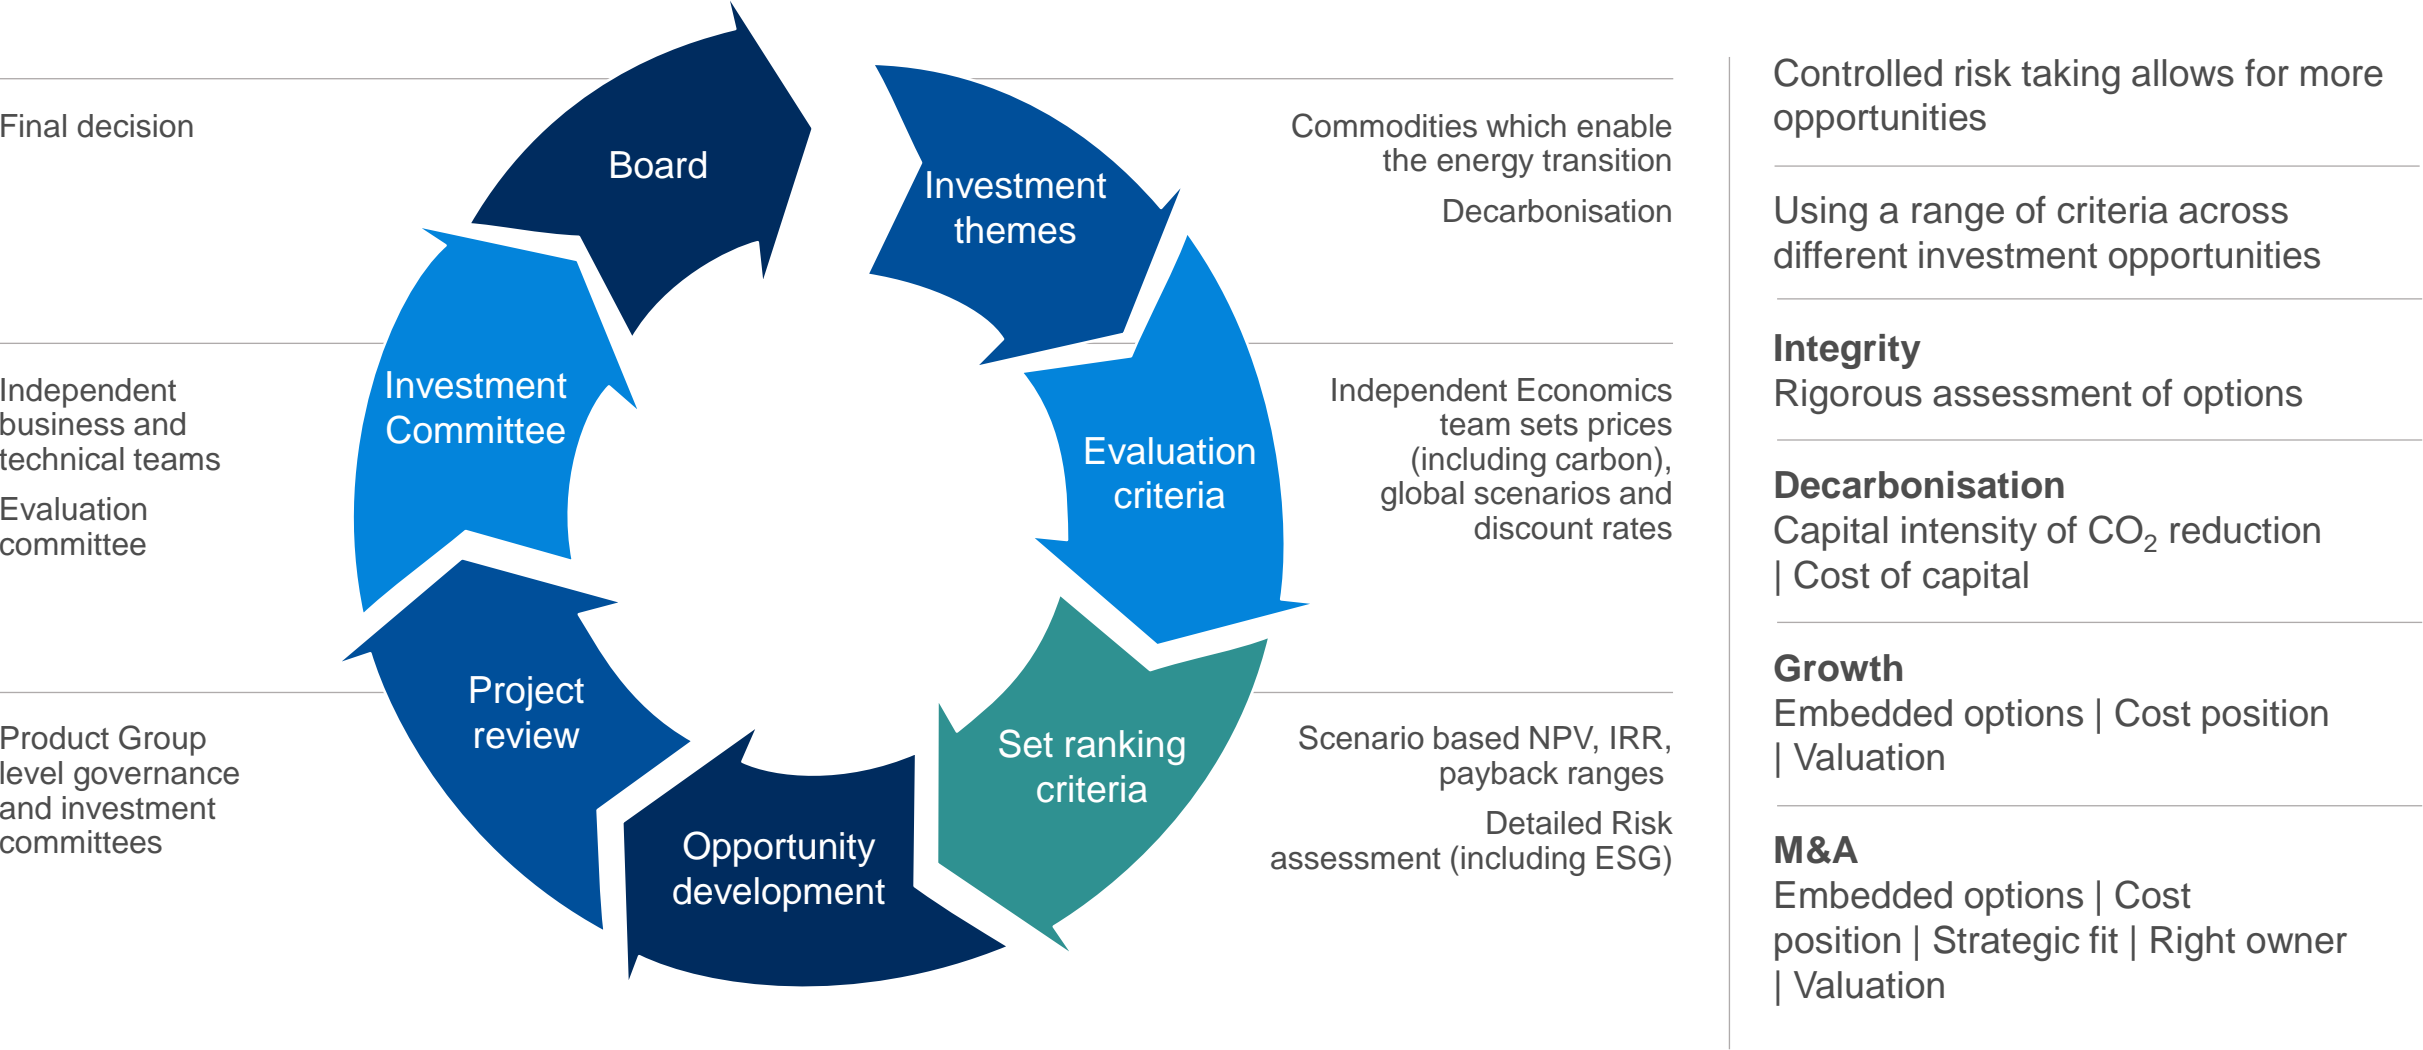 Final decision
Independent
business and
technical teams
Evaluation
committee
Product Group
level governance
and investment
committees
Board
Investment
themes
Evaluation
criteria
Set ranking
criteria
Opportunity
development
Project
review
Investment
Committee
Commodities which enable
the energy transition
Decarbonisation
Independent Economics
team sets prices
(including carbon),
global scenarios and
discount rates
Scenario based NPV, IRR,
payback ranges
Detailed Risk
assessment (including ESG)
Controlled risk taking allows for more
opportunities
Using a range of criteria across
different investment opportunities
Integrity
Rigorous assessment of options
Decarbonisation
Capital intensity of CO₂ reduction
| Cost of capital
Growth
Embedded options | Cost position
| Valuation
M&A
Embedded options | Cost
position | Strategic fit | Right owner
| Valuation